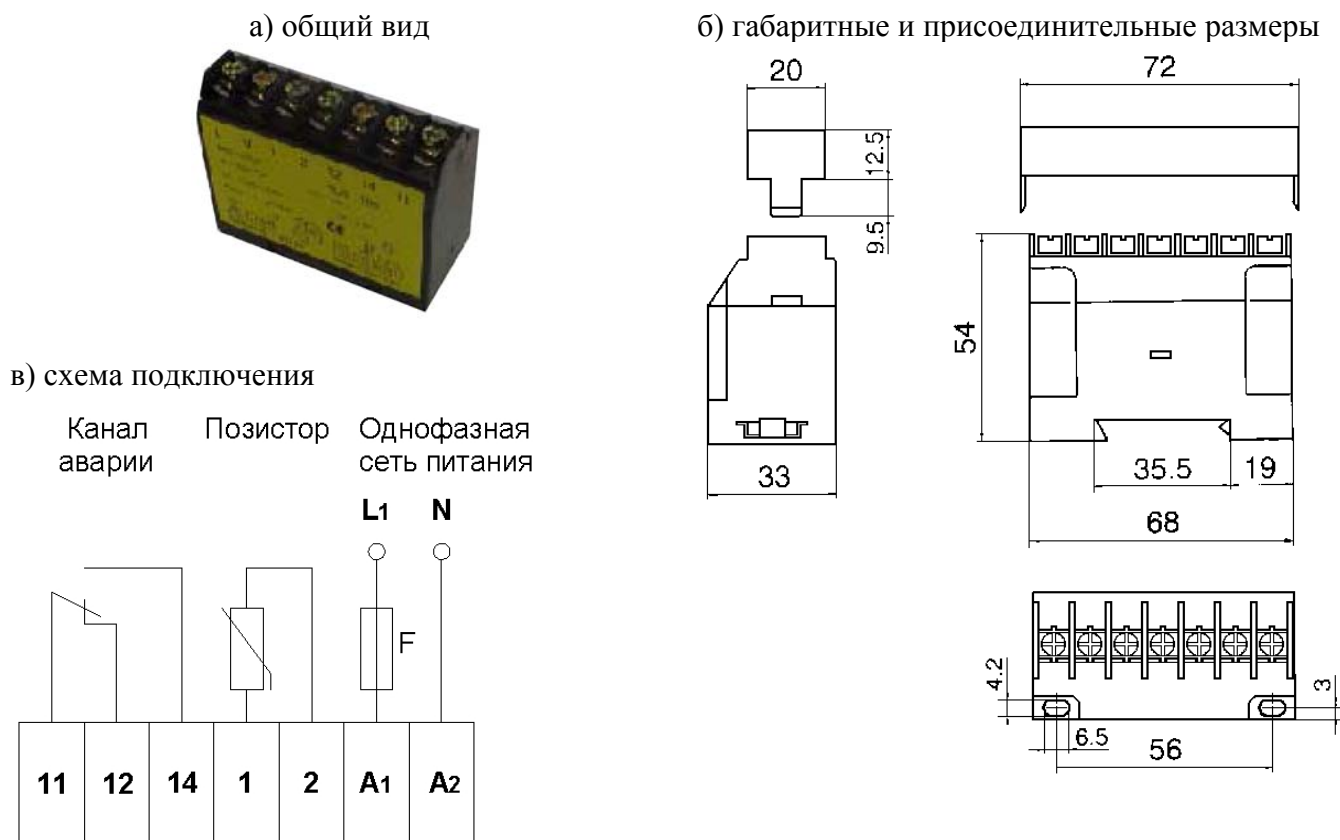 а) общий вид
б) габаритные и присоединительные размеры
20
72
12.5
9.5
54
33
35.5
19
68
4.2
6.5
56
3
в) схема подключения
Канал аварии
Позистор
Однофазная сеть питания
L1
N
F
11
12
14
1
2
A1
A2